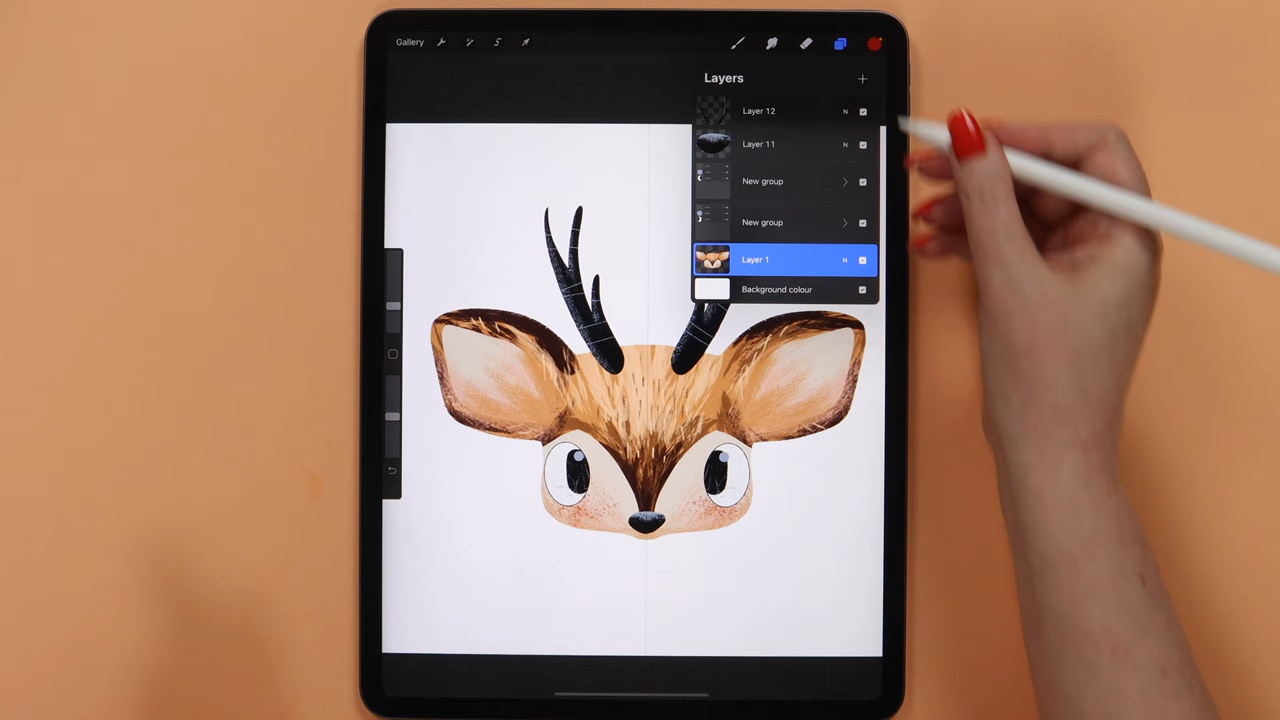 Gallery
Layers
Layer 12 N
Layer 11 N
New group
New group
Layer 1 N
Background colour